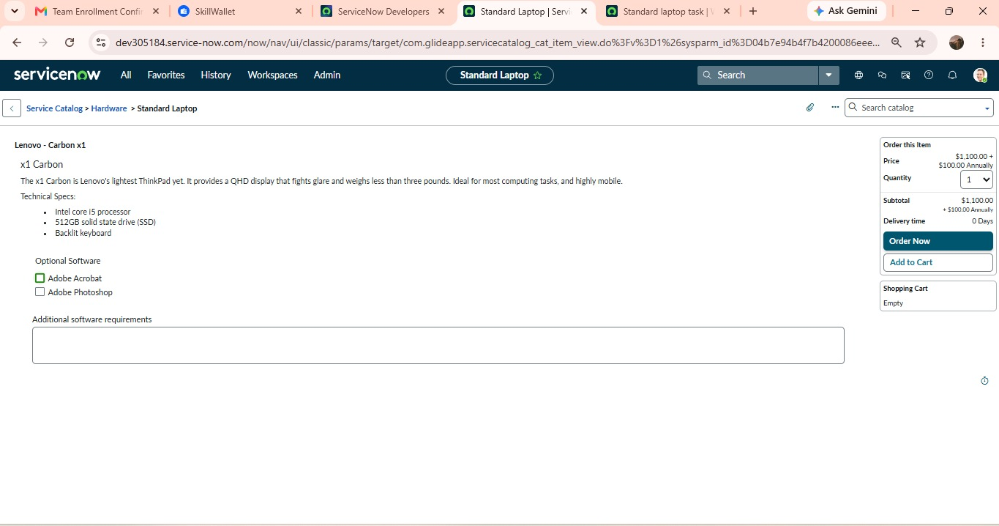 Team Enrollment Confir
SkillWallet
ServiceNow Developers
Standard Laptop | Servi
Standard laptop task |
Ask Gemini
dev305184.service-now.com/now/nav/ui/classic/params/target/com.glideapp.servicecatalog_cat_item_view.do%3Fv%3D1%26sysparm_id%3D04b7e94b4f7b4200086eee...
servicenow
All
Favorites
History
Workspaces
Admin
Standard Laptop
Search
Service Catalog > Hardware > Standard Laptop
Search catalog
Lenovo - Carbon x1
x1 Carbon
The x1 Carbon is Lenovo's lightest ThinkPad yet. It provides a QHD display that fights glare and weighs less than three pounds. Ideal for most computing tasks, and highly mobile.
Technical Specs:
• Intel core i5 processor
• 512GB solid state drive (SSD)
• Backlit keyboard
Optional Software
Adobe Acrobat
Adobe Photoshop
Additional software requirements
Order this Item
Price
$1,100.00 +
$100.00 Annually
Quantity
1
Subtotal
$1,100.00
+ $100.00 Annually
Delivery time
0 Days
Order Now
Add to Cart
Shopping Cart
Empty